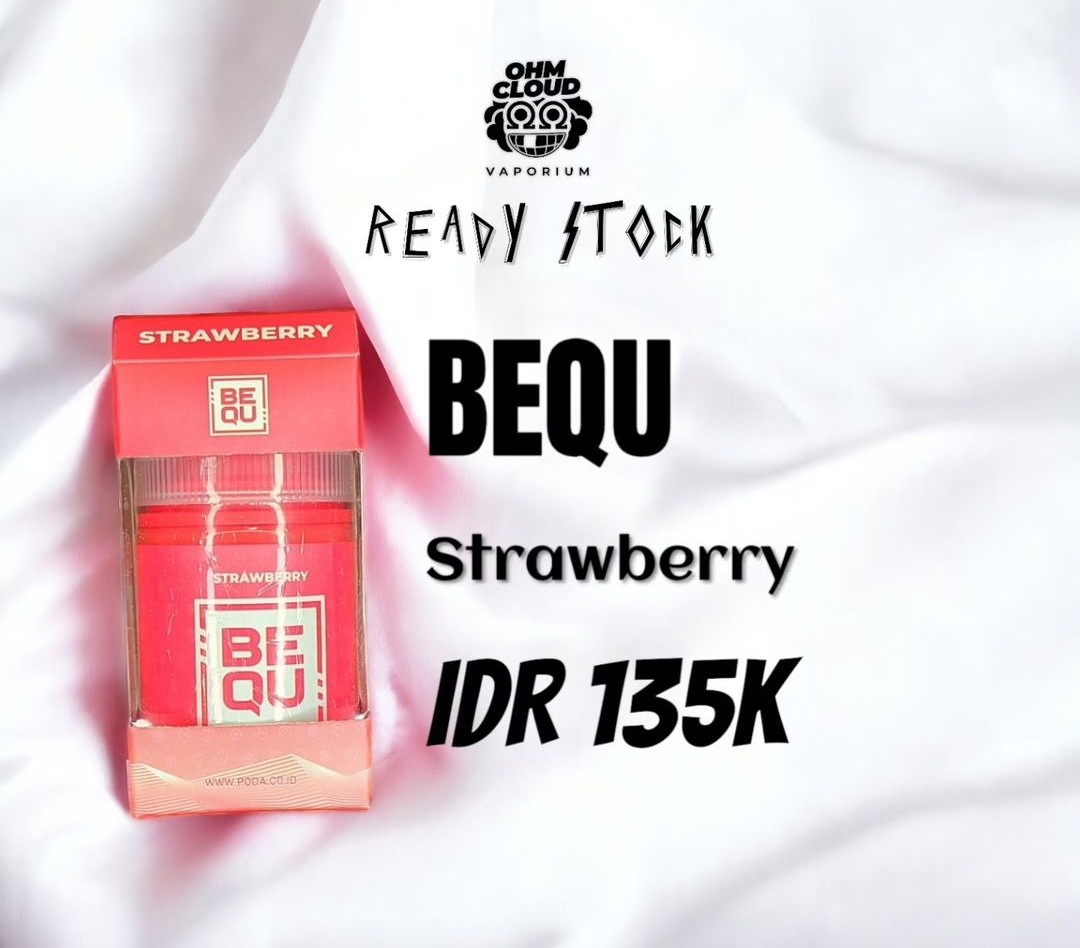 OHM
CLOUD
VAPORIUM
READY STOCK
STRAWBERRY
BE
QU
BEQU
Strawberry
IDR 135K
STRAWBERRY
BE
QU
WWW.PODA.CO.ID